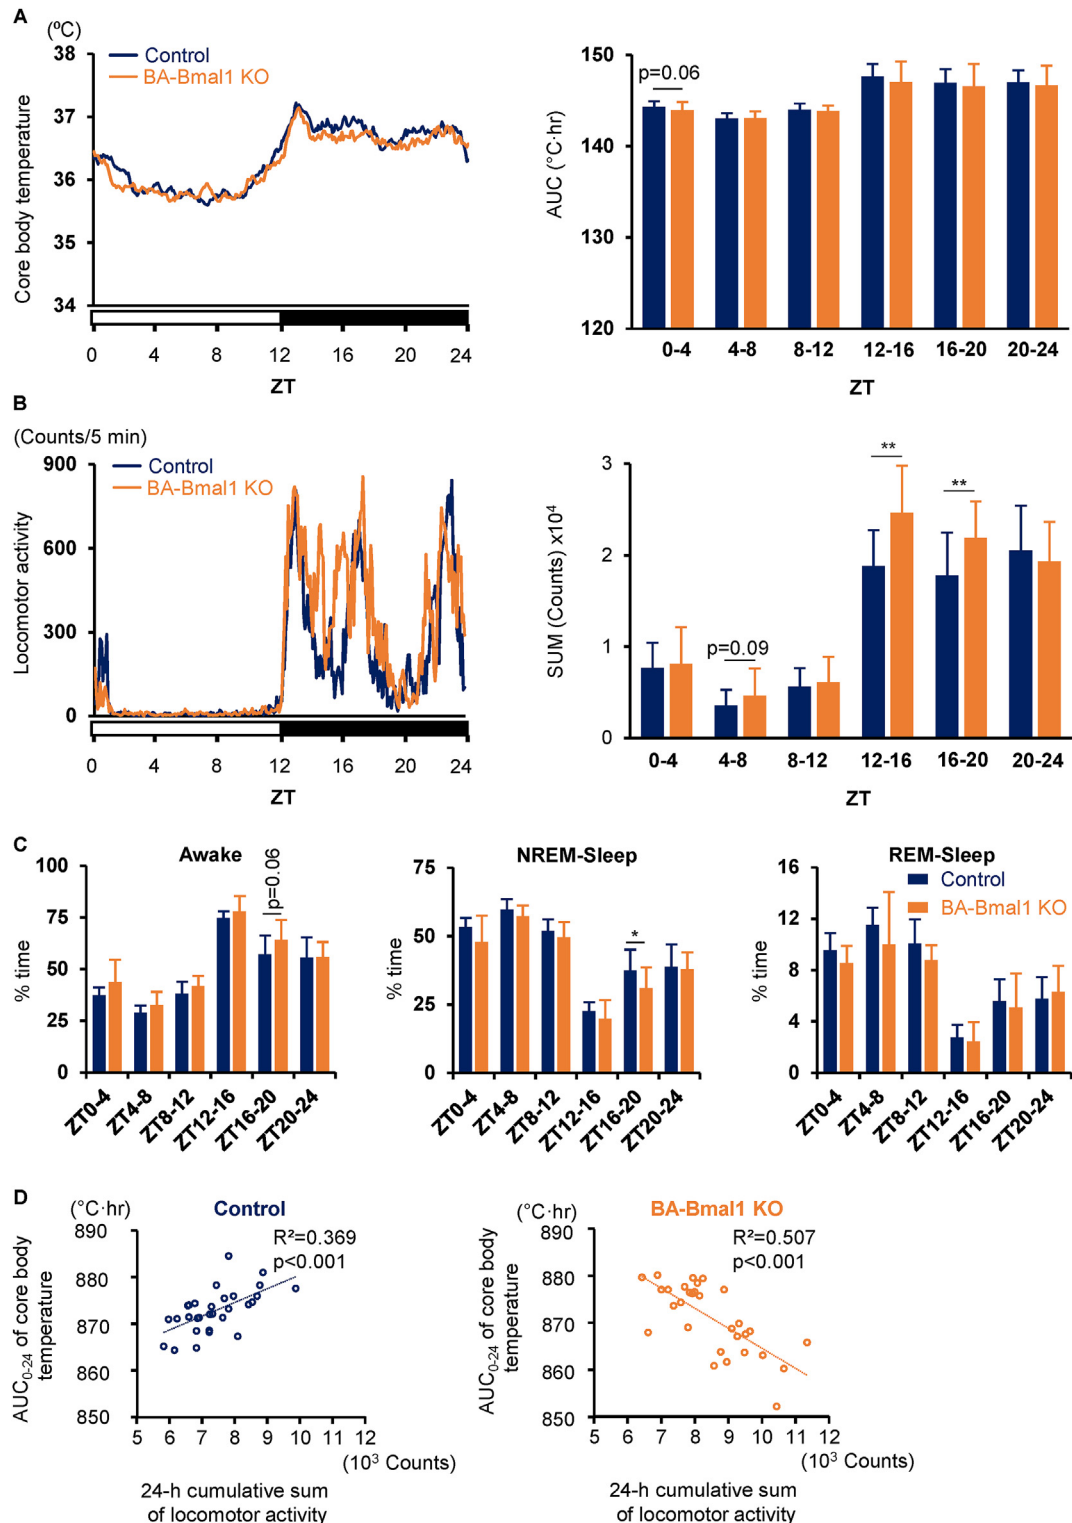 A
(ºC)
38
37
36
35
34
Core body temperature
Control
BA-Bmal1 KO
0 4 8 12 16 20 24
ZT
150
140
130
120
AUC (°C·hr)
p=0.06
0-4 4-8 8-12 12-16 16-20 20-24
ZT
B
(Counts/5 min)
900
600
300
0
Locomotor activity
Control
BA-Bmal1 KO
0 4 8 12 16 20 24
ZT
3
2
1
0
SUM (Counts) x10⁴
p=0.09
**
**
0-4 4-8 8-12 12-16 16-20 20-24
ZT
C
Awake
100
75
50
25
0
% time
p=0.06
ZT0-4 ZT4-8 ZT8-12 ZT12-16 ZT16-20 ZT20-24
NREM-Sleep
75
50
25
0
% time
*
ZT0-4 ZT4-8 ZT8-12 ZT12-16 ZT16-20 ZT20-24
REM-Sleep
16
12
8
4
0
% time
Control
BA-Bmal1 KO
ZT0-4 ZT4-8 ZT8-12 ZT12-16 ZT16-20 ZT20-24
D
(°C·hr)
Control
R²=0.369
p<0.001
890
880
870
860
850
AUC₀₋₂₄ of core body
temperature
5 6 7 8 9 10 11 12
(10³ Counts)
24-h cumulative sum
of locomotor activity
(°C·hr)
BA-Bmal1 KO
R²=0.507
p<0.001
890
880
870
860
850
AUC₀₋₂₄ of core body
temperature
5 6 7 8 9 10 11 12
(10³ Counts)
24-h cumulative sum
of locomotor activity